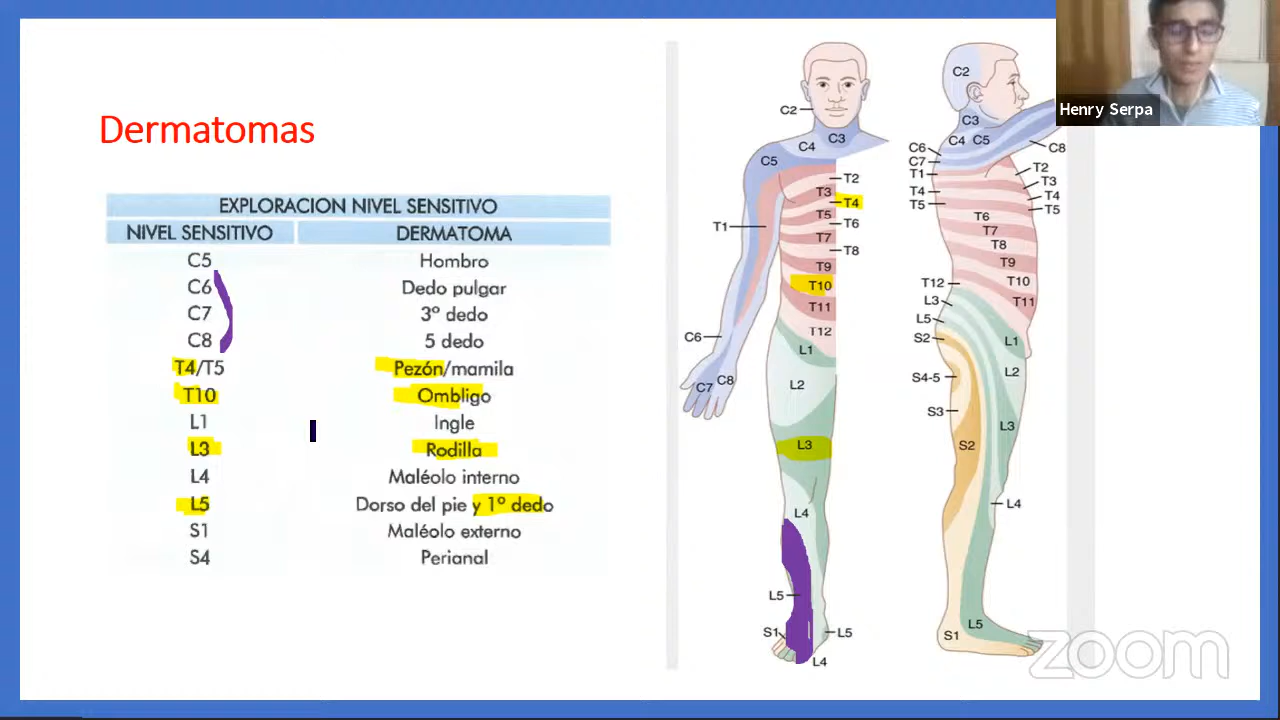 Dermatomas
EXPLORACION NIVEL SENSITIVO
NIVEL SENSITIVO DERMATOMA
C5 Hombro
C6 Dedo pulgar
C7 3º dedo
C8 5 dedo
T4/T5 Pezón/mamila
T10 Ombligo
L1 Ingle
L3 Rodilla
L4 Maléolo interno
L5 Dorso del pie y 1º dedo
S1 Maléolo externo
S4 Perianal
C2
C3
C4
C5
T2
T3
T4
T5
T6
T1
T7
T8
T9
T10
T11
T12
C6
L1
C8
C7
L2
L3
L4
L5
S1
L5
L4
C2
C3
C4
C5
C6
C8
C7
T1
T2
T3
T4
T4
T5
T5
T6
T7
T8
T9
T12
T10
L3
T11
L5
S2
L1
S4-5
L2
S3
L3
S2
L4
L5
S1
Henry Serpa
zoom